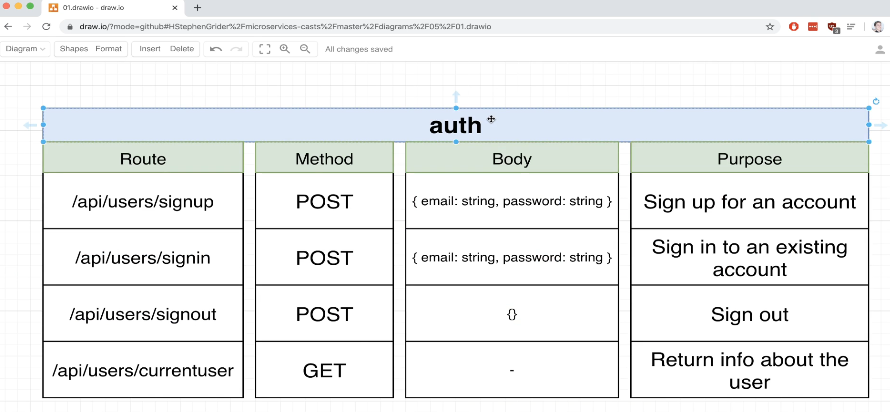 01.drawio - draw.io
draw.io/?mode=github#HStephenGrider%2Fmicroservices-casts%2Fmaster%2Fdiagrams%2F05%2F01.drawio
Diagram Shapes Format Insert Delete All changes saved
auth
Route Method Body Purpose
/api/users/signup POST { email: string, password: string } Sign up for an account
/api/users/signin POST { email: string, password: string } Sign in to an existing
account
/api/users/signout POST {} Sign out
/api/users/currentuser GET - Return info about the
user